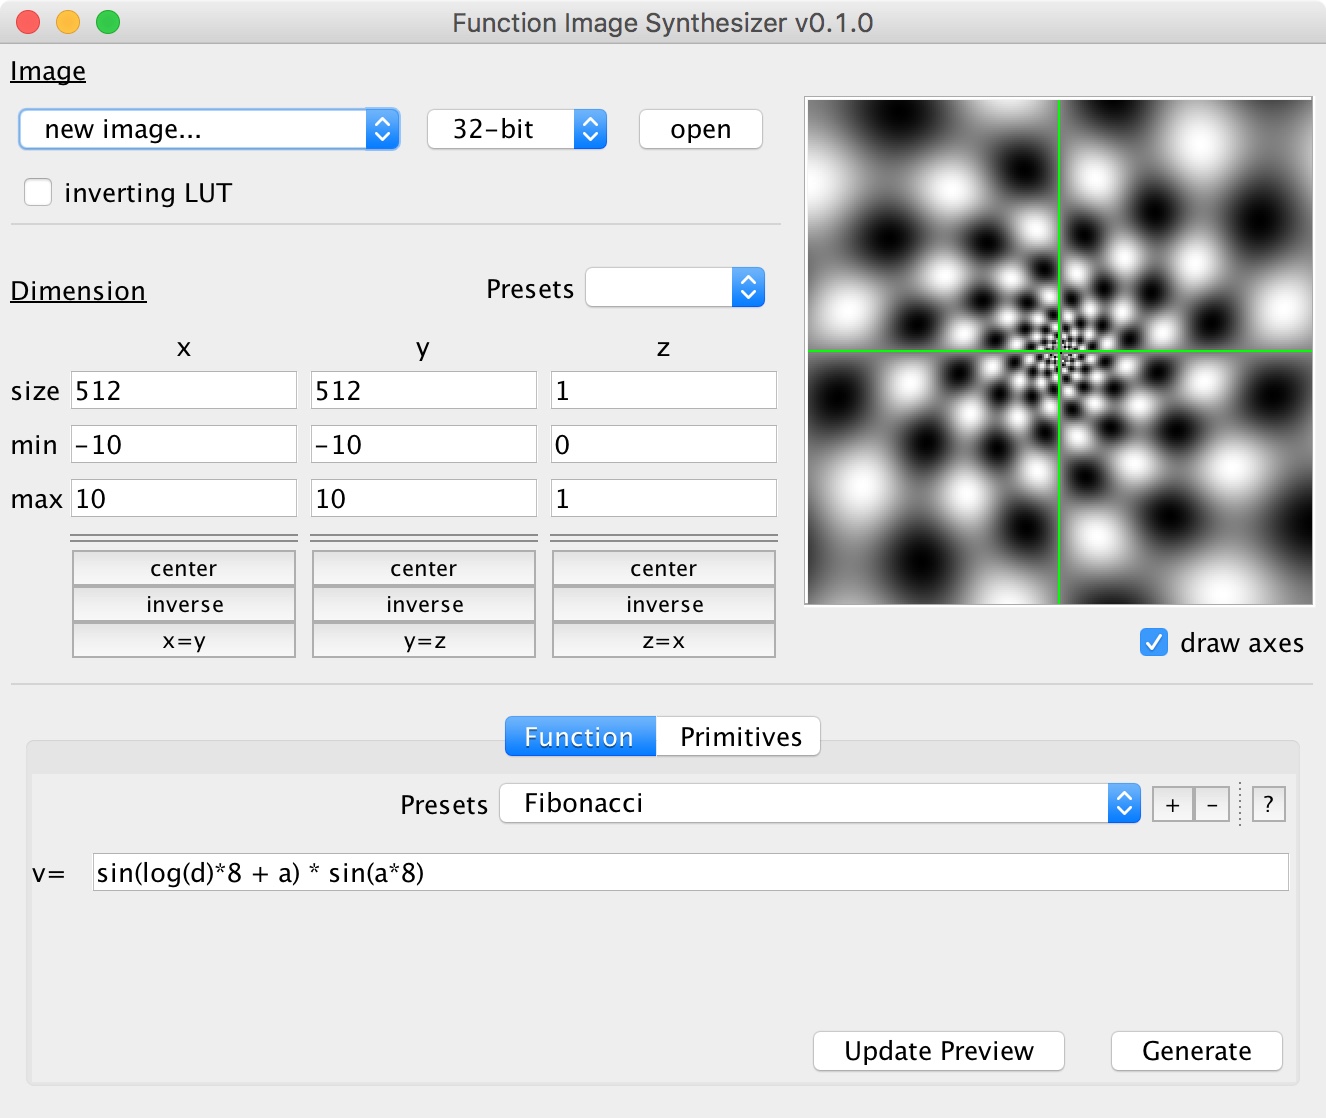 Function Image Synthesizer v0.1.0
Image
new image...
32-bit
open
inverting LUT
Dimension
Presets
x y z
size 512 512 1
min -10 -10 0
max 10 10 1
center center center
inverse inverse inverse
x=y y=z z=x
draw axes
Function Primitives
Presets Fibonacci + - ?
v= sin(log(d)*8 + a) * sin(a*8)
Update Preview Generate